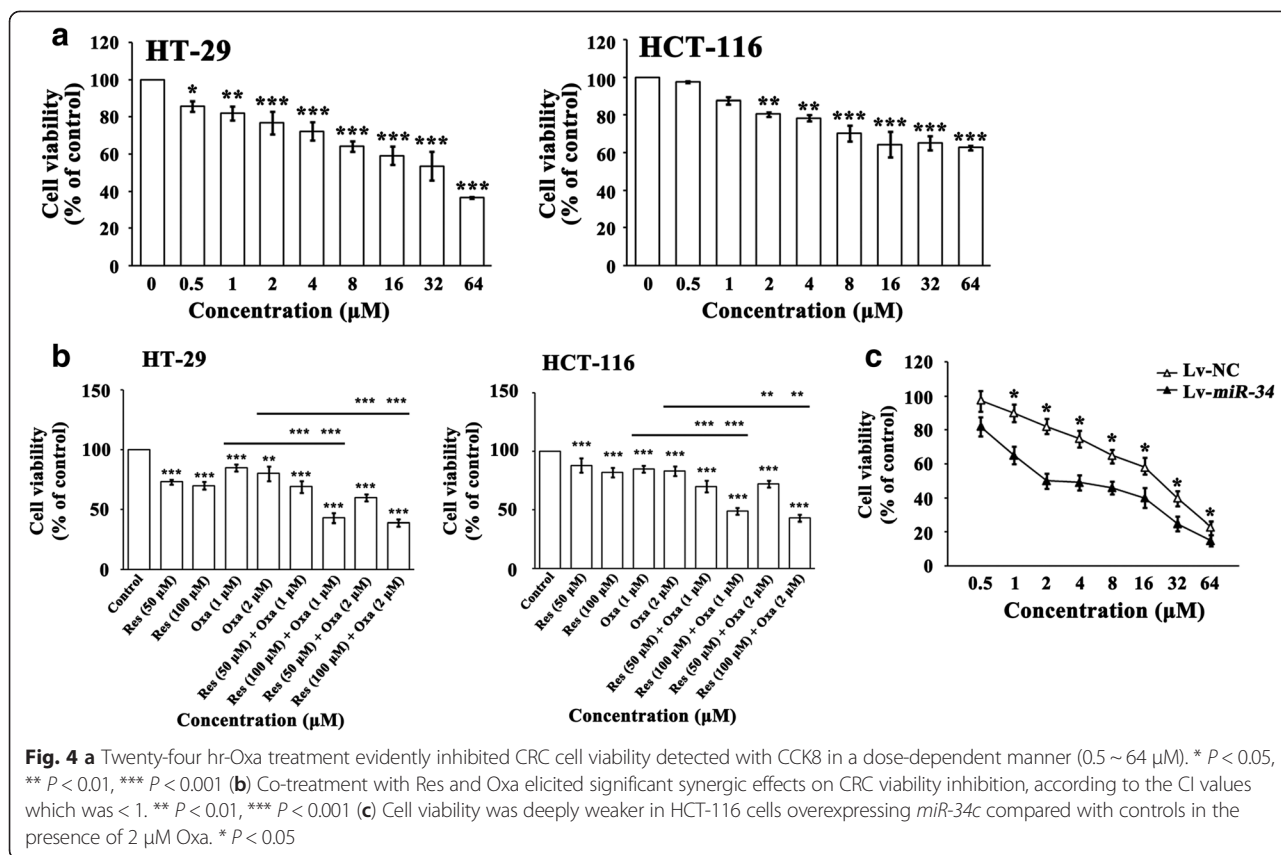 a
HT-29
Cell viability
(% of control)
120
100
80
60
40
20
0
* ** *** *** *** *** *** ***
0 0.5 1 2 4 8 16 32 64
Concentration (µM)
HCT-116
Cell viability
(% of control)
120
100
80
60
40
20
0
** ** *** *** *** ***
0 0.5 1 2 4 8 16 32 64
Concentration (µM)
b
HT-29
Cell viability
(% of control)
150
100
50
0
*** ***
*** ***
*** *** *** ** *** *** *** ***
Control
Res (50 µM)
Res (100 µM)
Oxa (1 µM)
Oxa (2 µM)
Res (50 µM) + Oxa (1 µM)
Res (100 µM) + Oxa (1 µM)
Res (50 µM) + Oxa (2 µM)
Res (100 µM) + Oxa (2 µM)
Concentration (µM)
HCT-116
Cell viability
(% of control)
150
100
50
0
** **
*** ***
*** *** *** *** *** *** *** ***
Control
Res (50 µM)
Res (100 µM)
Oxa (1 µM)
Oxa (2 µM)
Res (50 µM) + Oxa (1 µM)
Res (100 µM) + Oxa (1 µM)
Res (50 µM) + Oxa (2 µM)
Res (100 µM) + Oxa (2 µM)
Concentration (µM)
c
Lv-NC
Lv-miR-34
Cell viability
(% of control)
100
80
60
40
20
0
* * * * * * *
0.5 1 2 4 8 16 32 64
Concentration (µM)
Fig. 4 a Twenty-four hr-Oxa treatment evidently inhibited CRC cell viability detected with CCK8 in a dose-dependent manner (0.5 ~ 64 µM). * P < 0.05,
** P < 0.01, *** P < 0.001 (b) Co-treatment with Res and Oxa elicited significant synergic effects on CRC viability inhibition, according to the CI values
which was < 1. ** P < 0.01, *** P < 0.001 (c) Cell viability was deeply weaker in HCT-116 cells overexpressing miR-34c compared with controls in the
presence of 2 µM Oxa. * P < 0.05